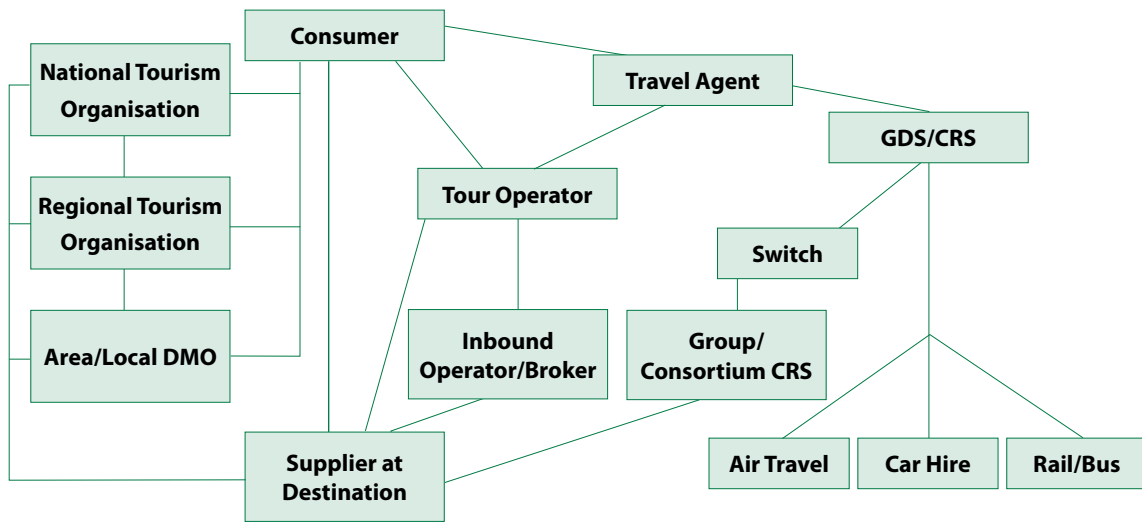 Consumer
National Tourism
Organisation
Travel Agent
GDS/CRS
Regional Tourism
Organisation
Tour Operator
Switch
Area/Local DMO
Inbound
Operator/Broker
Group/
Consortium CRS
Supplier at
Destination
Air Travel
Car Hire
Rail/Bus